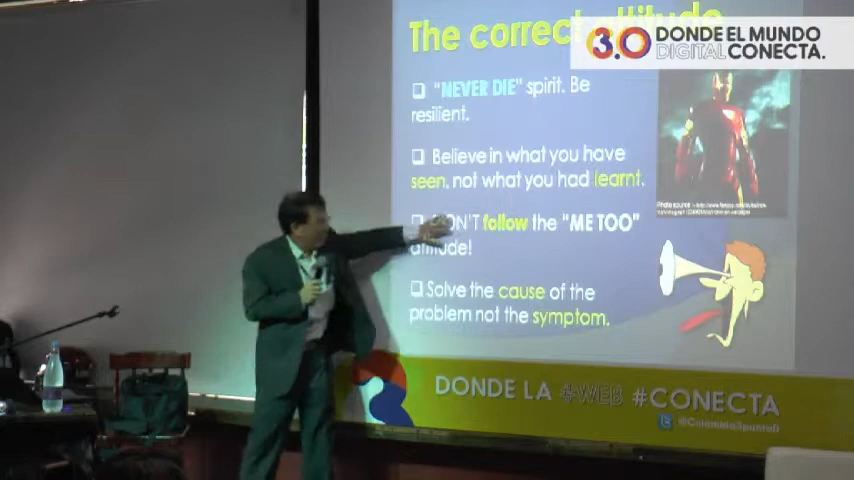 The correct attitude
3.0 DONDE EL MUNDO
DIGITAL CONECTA.
"NEVER DIE" spirit. Be
resilient.
Believe in what you have
seen, not what you had learnt.
DON'T follow the "ME TOO"
attitude!
Solve the cause of the
problem not the symptom.
DONDE LA #WEB #CONECTA
@Colombia3punto0